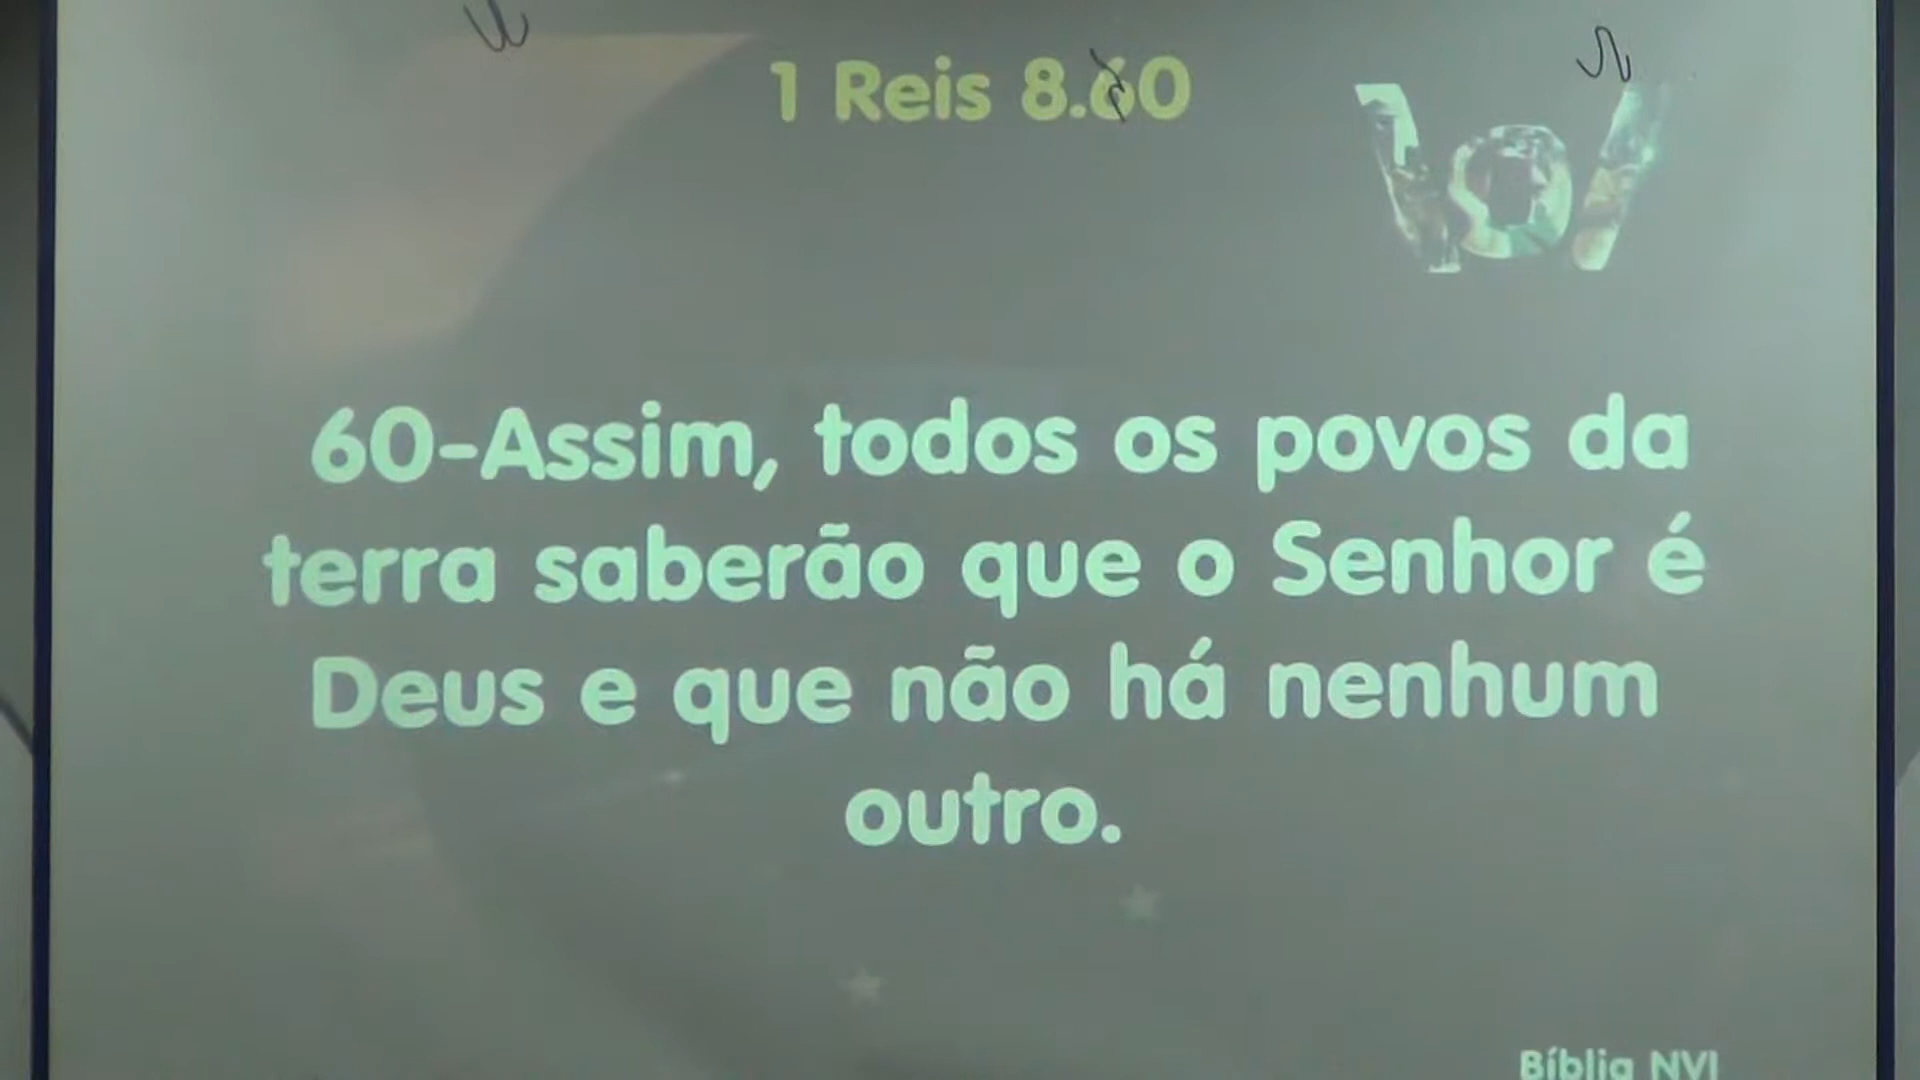 1 Reis 8.60
60-Assim, todos os povos da
terra saberão que o Senhor é
Deus e que não há nenhum
outro.
Bíblia NVI